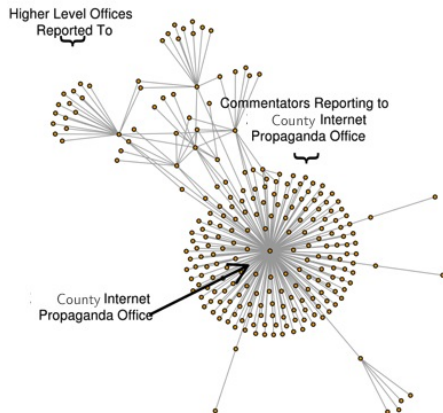 Higher Level Offices
Reported To
Commentators Reporting to
County Internet
Propaganda Office
County Internet
Propaganda Office